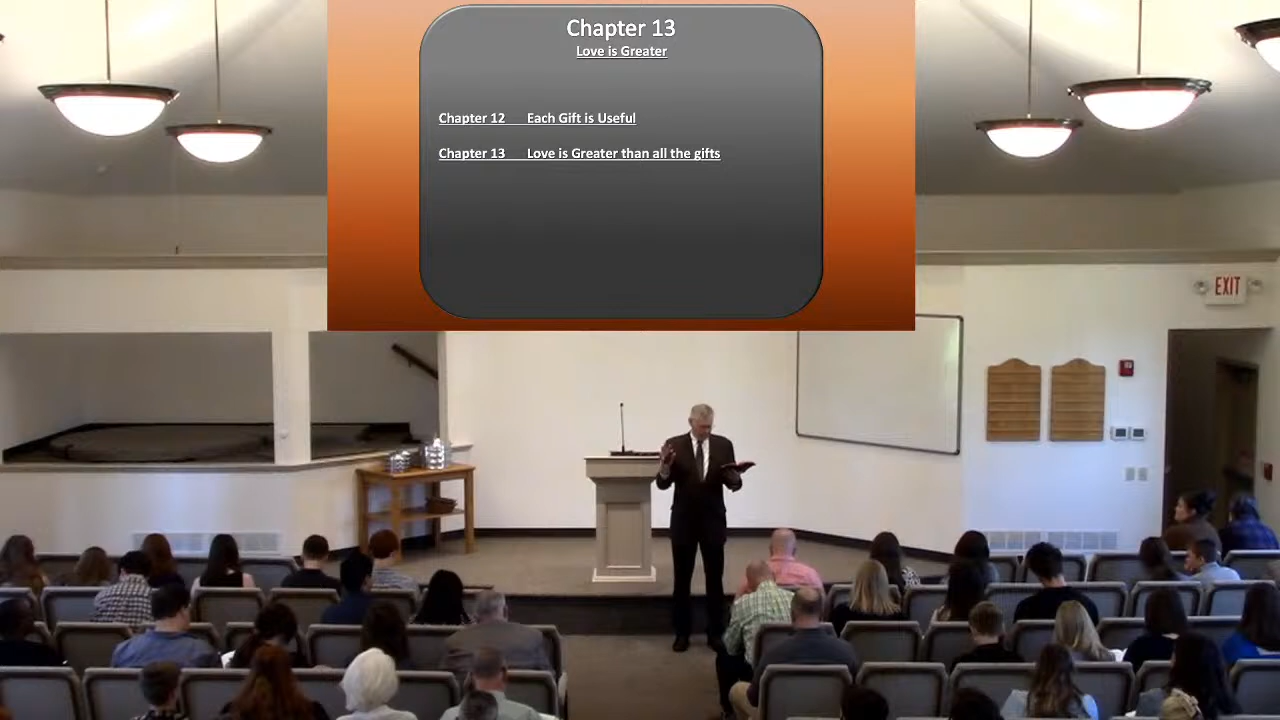 Chapter 13
Love is Greater
Chapter 12 Each Gift is Useful
Chapter 13 Love is Greater than all the gifts
EXIT